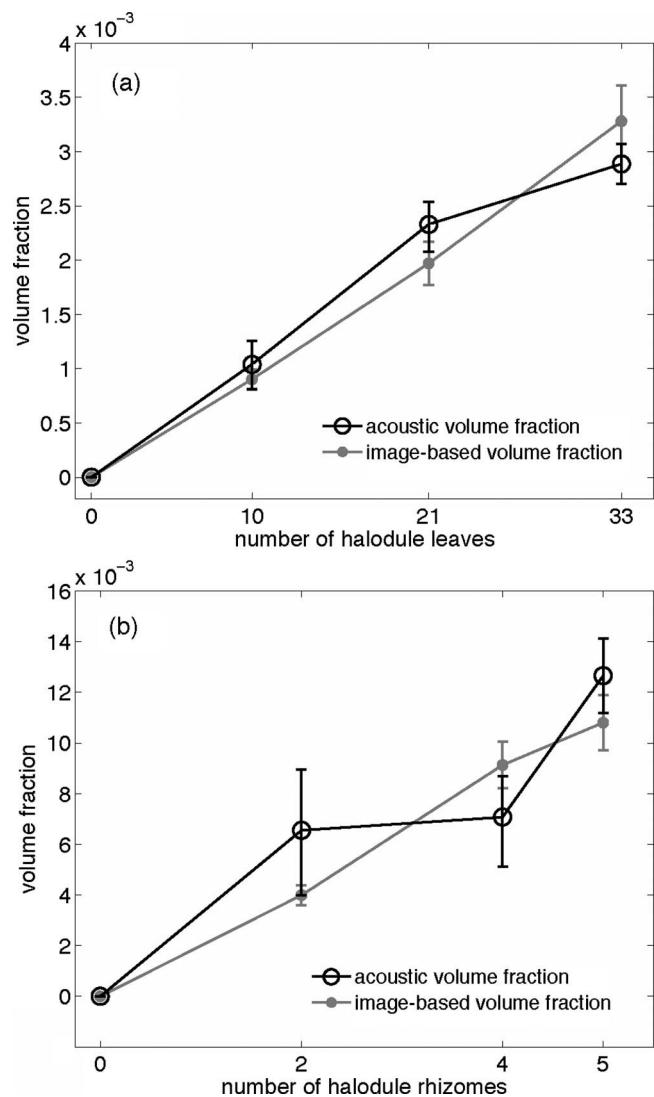 x 10⁻³
4
(a)
3.5
3
2.5
2
1.5
1
0.5
0
volume fraction
acoustic volume fraction
image-based volume fraction
0 10 21 33
number of halodule leaves
x 10⁻³
16
(b)
14
12
10
8
6
4
2
0
volume fraction
acoustic volume fraction
image-based volume fraction
0 2 4 5
number of halodule rhizomes